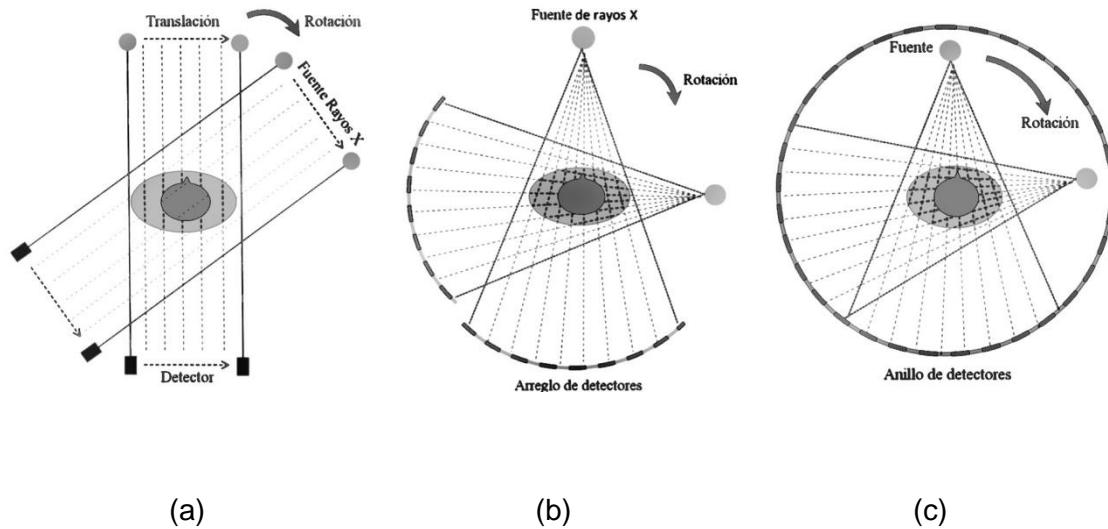 Translación
Rotación
Fuente Rayos X
Detector
Fuente de rayos X
Rotación
Arreglo de detectores
Fuente
Rotación
Anillo de detectores
(a)
(b)
(c)